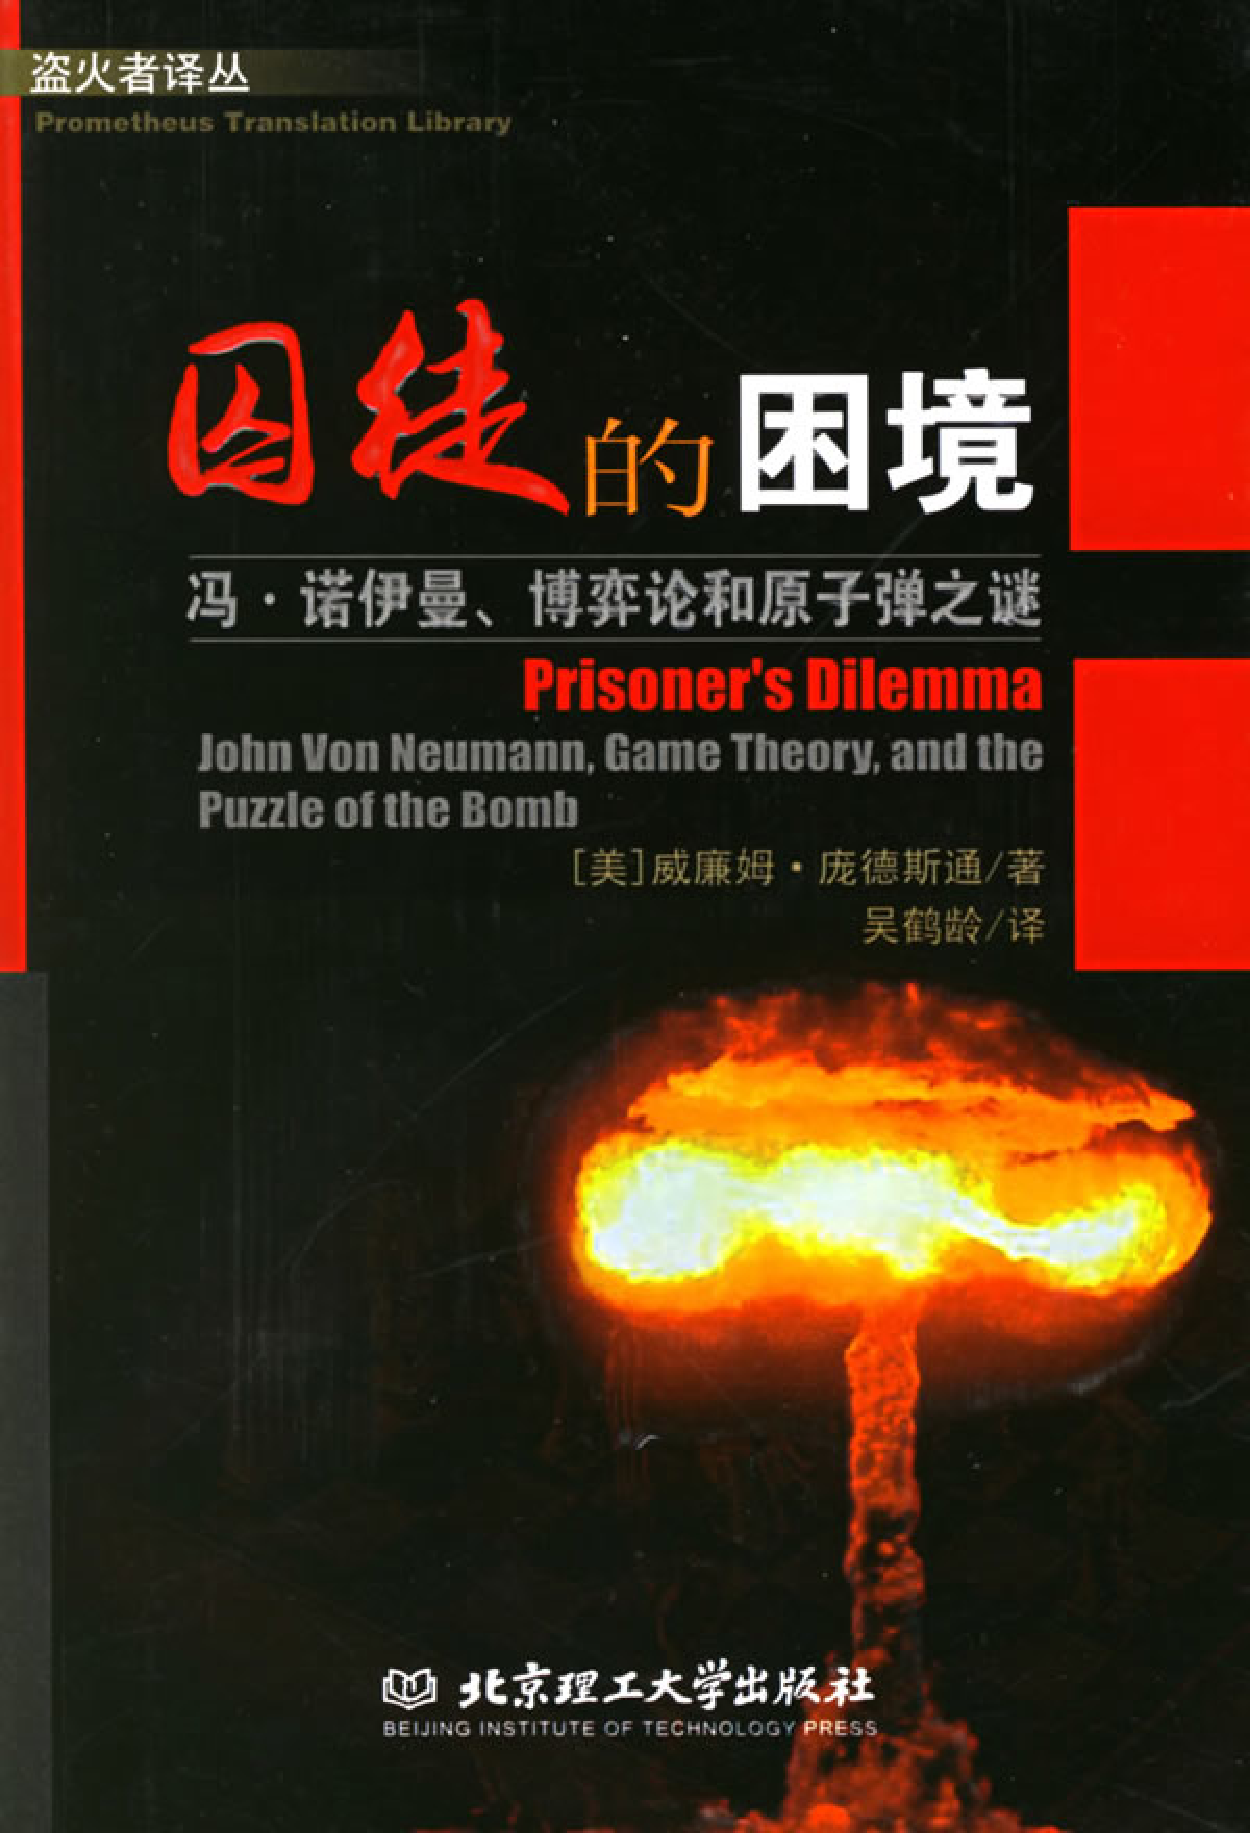 盗火者译丛
Prometheus Translation Library
囚徒的困境
冯·诺伊曼、博弈论和原子弹之谜
Prisoner's Dilemma
John Von Neumann, Game Theory, and the
Puzzle of the Bomb
[美]威廉姆·庞德斯通/著
吴鹤龄/译
北京理工大学出版社
BEIJING INSTITUTE OF TECHNOLOGY PRESS